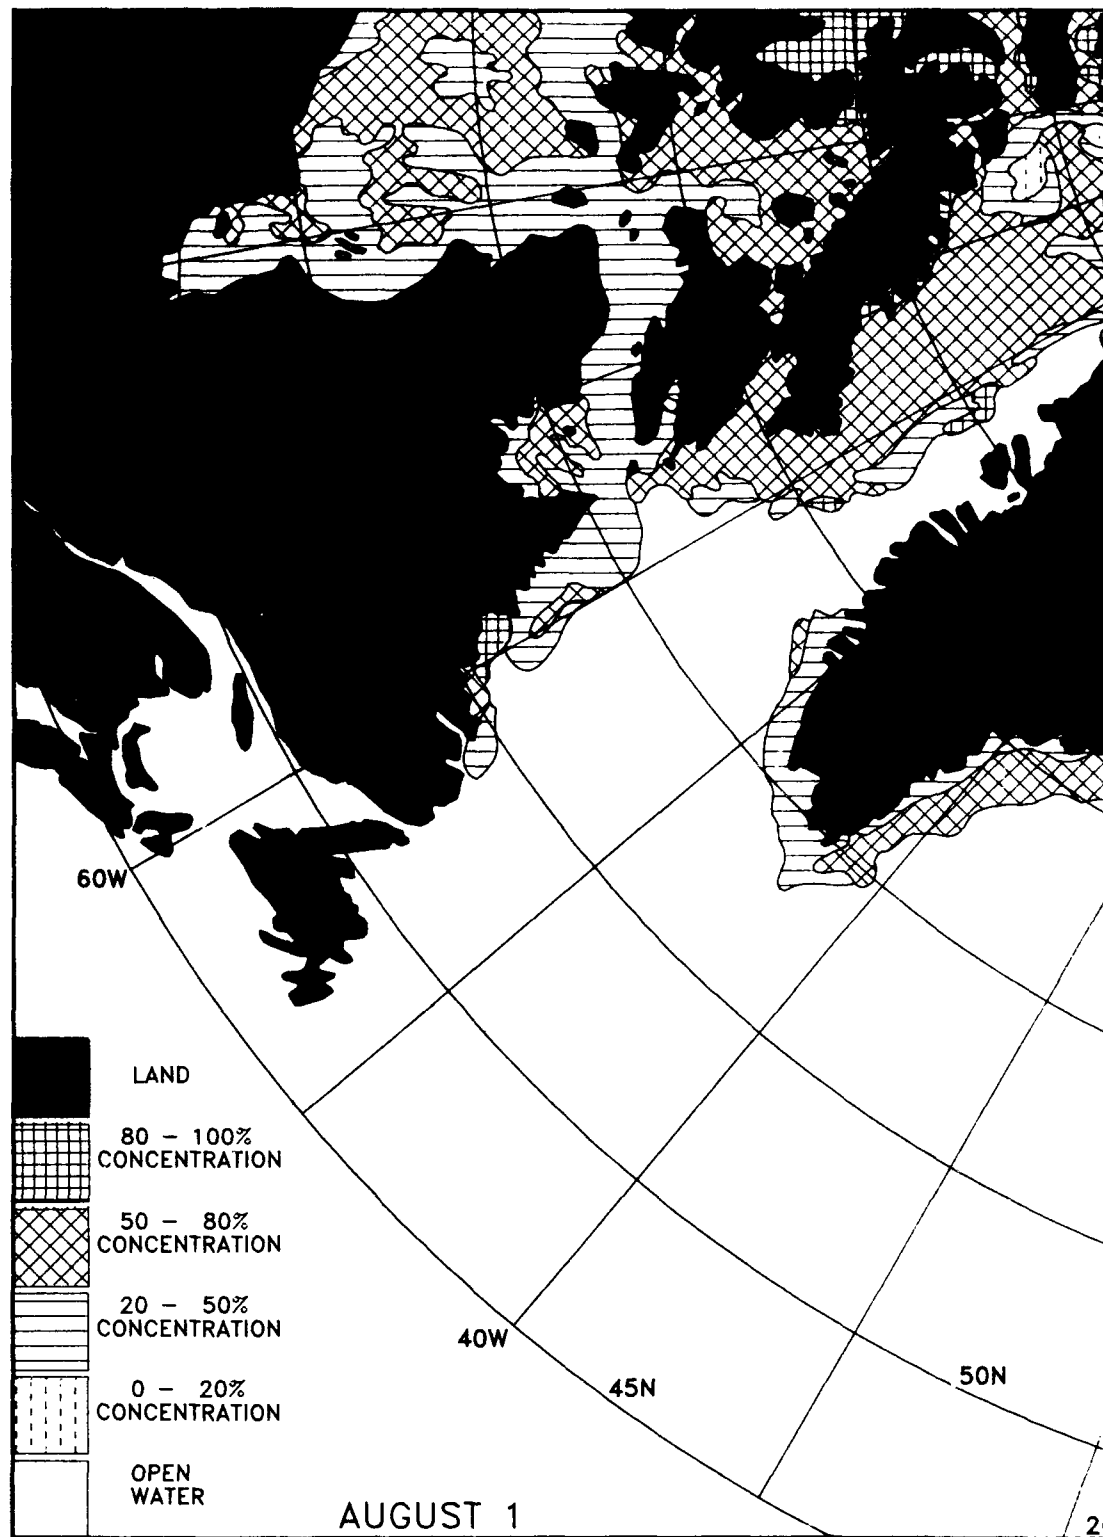 60W
LAND
80 - 100%
CONCENTRATION
50 - 80%
CONCENTRATION
20 - 50%
CONCENTRATION
40W
45N
50N
0 - 20%
CONCENTRATION
OPEN
WATER
AUGUST 1